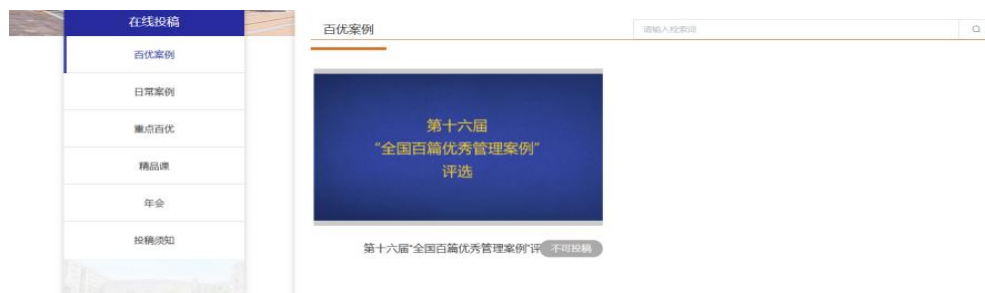 在线投稿
百优案例
日常案例
重点百优
精品课
年会
投稿须知
百优案例
请输入检索词
第十六届
“全国百篇优秀管理案例”
评选
第十六届“全国百篇优秀管理案例”评
不可投稿